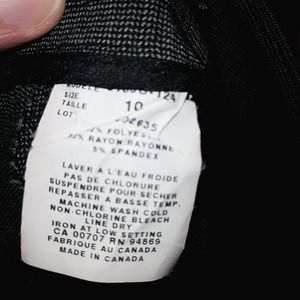 SIZE
TAILLE 10
LOT
% POLYESTER
% RAYON/RAYONNE
5% SPANDEX
LAVER A L'EAU FROIDE
PAS DE CHLORURE
SUSPENDRE POUR SECHER
REPASSER A BASSE TEMP.
MACHINE WASH COLD
NON-CHLORINE BLEACH
LINE DRY
IRON AT LOW SETTING
CA 00707 RN 94869
FABRIQUE AU CANADA
MADE IN CANADA